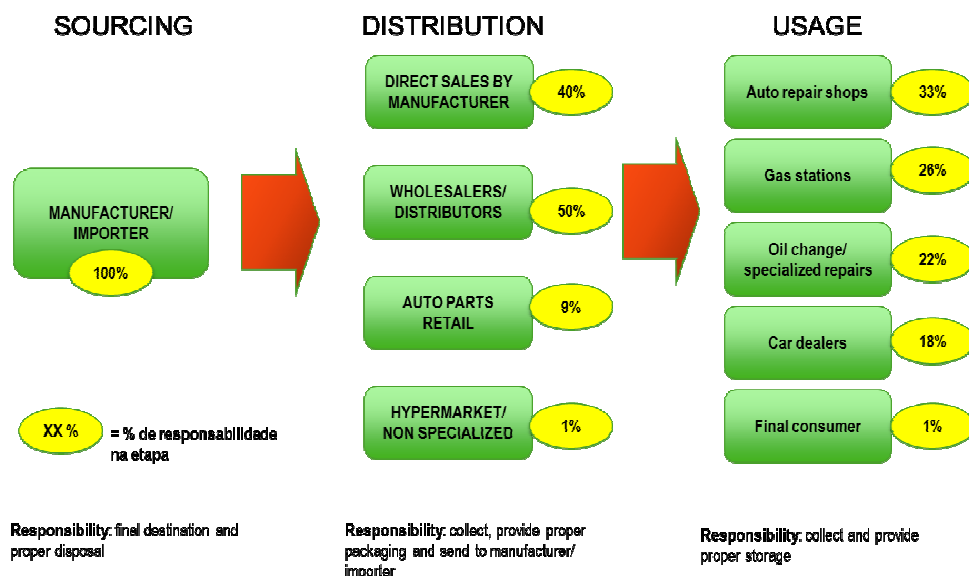 SOURCING
DISTRIBUTION
USAGE
MANUFACTURER/
IMPORTER
100%
DIRECT SALES BY
MANUFACTURER
40%
WHOLESALERS/
DISTRIBUTORS
50%
AUTO PARTS
RETAIL
9%
HYPERMARKET/
NON SPECIALIZED
1%
Auto repair shops
33%
Gas stations
26%
Oil change/
specialized repairs
22%
Car dealers
18%
Final consumer
1%
XX %
= % de responsabilidade
na etapa
Responsibility: final destination and
proper disposal
Responsibility: collect, provide proper
packaging and send to manufacturer/
importer
Responsibility: collect and provide
proper storage